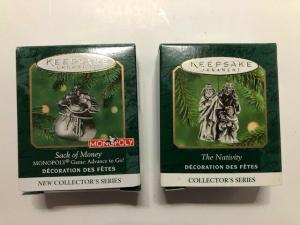 KEEPSAKE
ORNAMENT
MONOPOLY
Sack of Money
MONOPOLY® Game: Advance to Go!
DÉCORATION DES FÊTES
NEW COLLECTOR'S SERIES
KEEPSAKE
ORNAMENT
The Nativity
DÉCORATION DES FÊTES
COLLECTOR'S SERIES